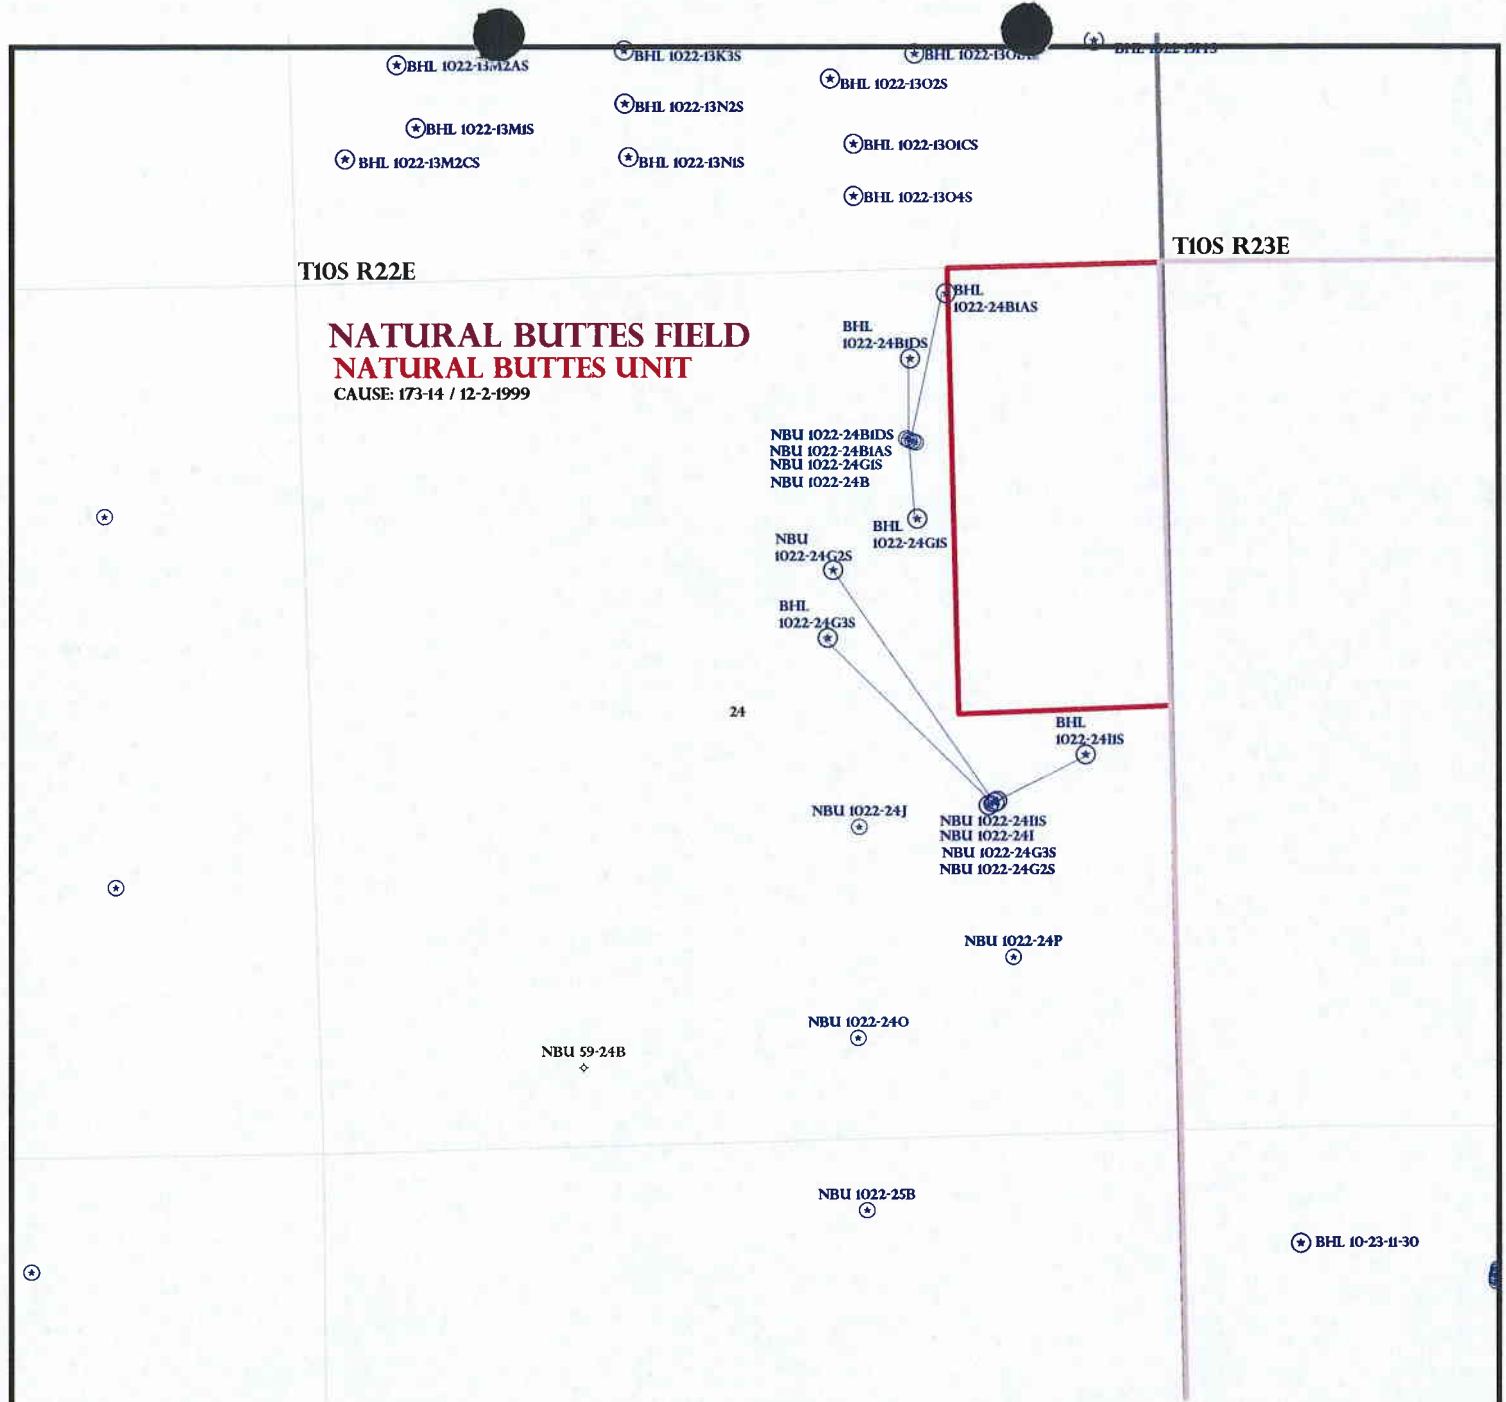 BHL 1022-13M2AS
BHL 1022-13K3S
BHL
BHL 1022-13O2S
BHL 1022-13N2S
BHL 1022-13M1S
BHL 1022-13O1CS
BHL 1022-13M2CS
BHL 1022-13N1S
BHL 1022-13O4S
T10S R22E
T10S R23E
NATURAL BUTTES FIELD
NATURAL BUTTES UNIT
CAUSE: 173-14 / 12-2-1999
BHL
1022-24B1AS
BHL
1022-24B1DS
NBU 1022-24B1DS
NBU 1022-24B1AS
NBU 1022-24G1S
NBU 1022-24B
BHL
1022-24G1S
NBU
1022-24G2S
BHL
1022-24G3S
24
BHL
1022-24I1S
NBU 1022-24J
NBU 1022-24I1S
NBU 1022-24I
NBU 1022-24G3S
NBU 1022-24G2S
NBU 1022-24P
NBU 1022-24O
NBU 59-24B
NBU 1022-25B
BHL 10-23-11-30